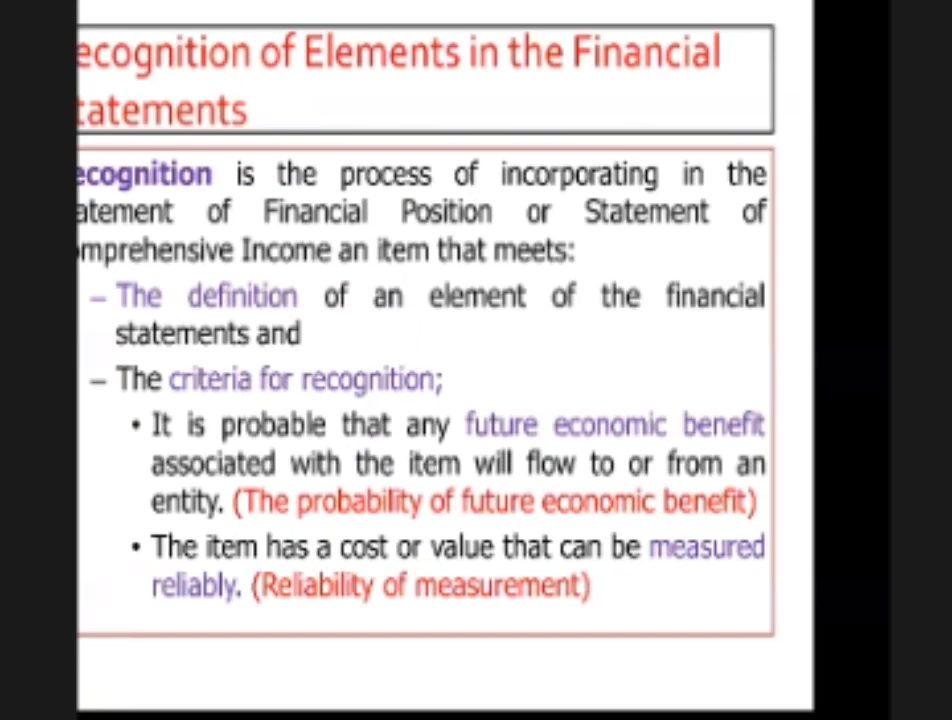 ecognition of Elements in the Financial
tatements
ecognition is the process of incorporating in the
atement of Financial Position or Statement of
mprehensive Income an item that meets:
– The definition of an element of the financial
statements and
– The criteria for recognition;
• It is probable that any future economic benefit
associated with the item will flow to or from an
entity. (The probability of future economic benefit)
• The item has a cost or value that can be measured
reliably. (Reliability of measurement)